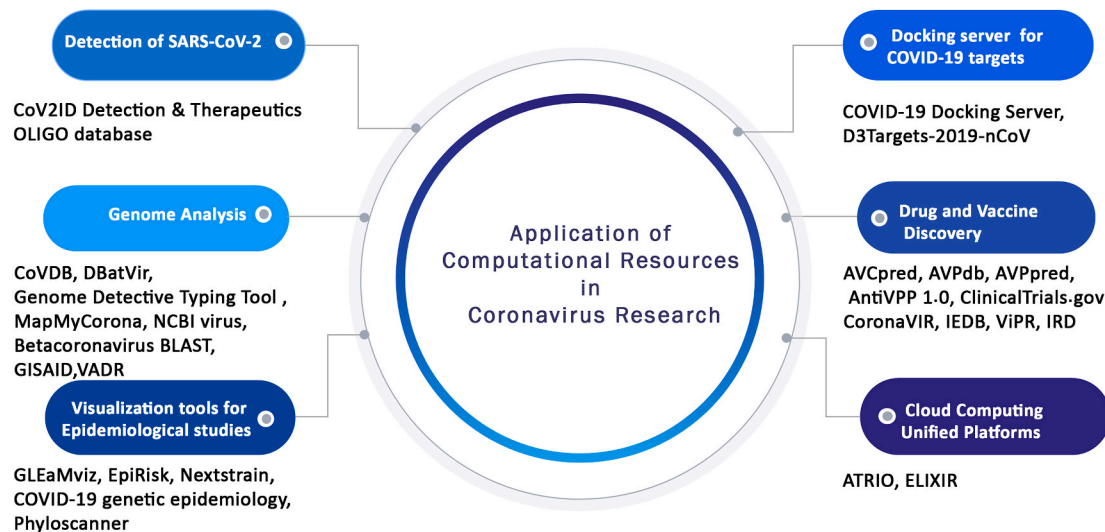 Detection of SARS-CoV-2
CoV2ID Detection & Therapeutics
OLIGO database
Genome Analysis
CoVDB, DBatVir,
Genome Detective Typing Tool ,
MapMyCorona, NCBI virus,
Betacoronavirus BLAST,
GISAID,VADR
Visualization tools for
Epidemiological studies
GLEaMviz, EpiRisk, Nextstrain,
COVID-19 genetic epidemiology,
Phyloscanner
Application of
Computational Resources
in
Coronavirus Research
Docking server for
COVID-19 targets
COVID-19 Docking Server,
D3Targets-2019-nCoV
Drug and Vaccine
Discovery
AVCpred, AVPdb, AVPpred,
AntiVPP 1.0, ClinicalTrials.gov
CoronaVIR, IEDB, ViPR, IRD
Cloud Computing
Unified Platforms
ATRIO, ELIXIR